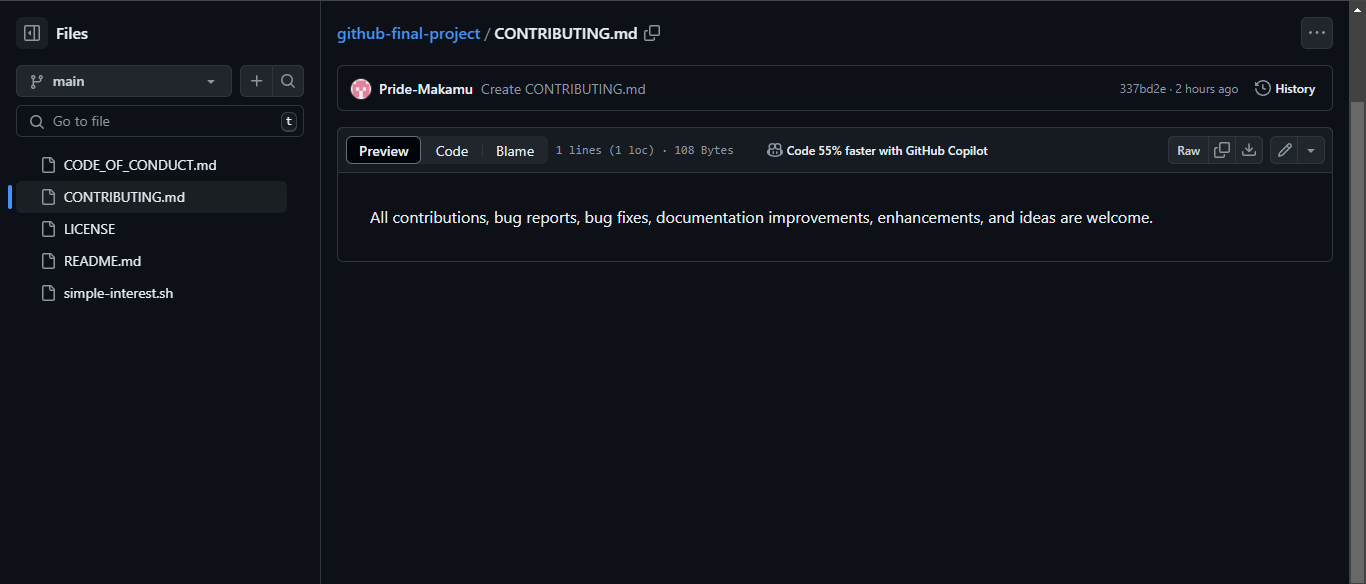 Files
main
Go to file
t
CODE_OF_CONDUCT.md
CONTRIBUTING.md
LICENSE
README.md
simple-interest.sh
github-final-project / CONTRIBUTING.md
Pride-Makamu Create CONTRIBUTING.md 337bd2e · 2 hours ago History
Preview Code Blame 1 lines (1 loc) · 108 Bytes Code 55% faster with GitHub Copilot Raw
All contributions, bug reports, bug fixes, documentation improvements, enhancements, and ideas are welcome.